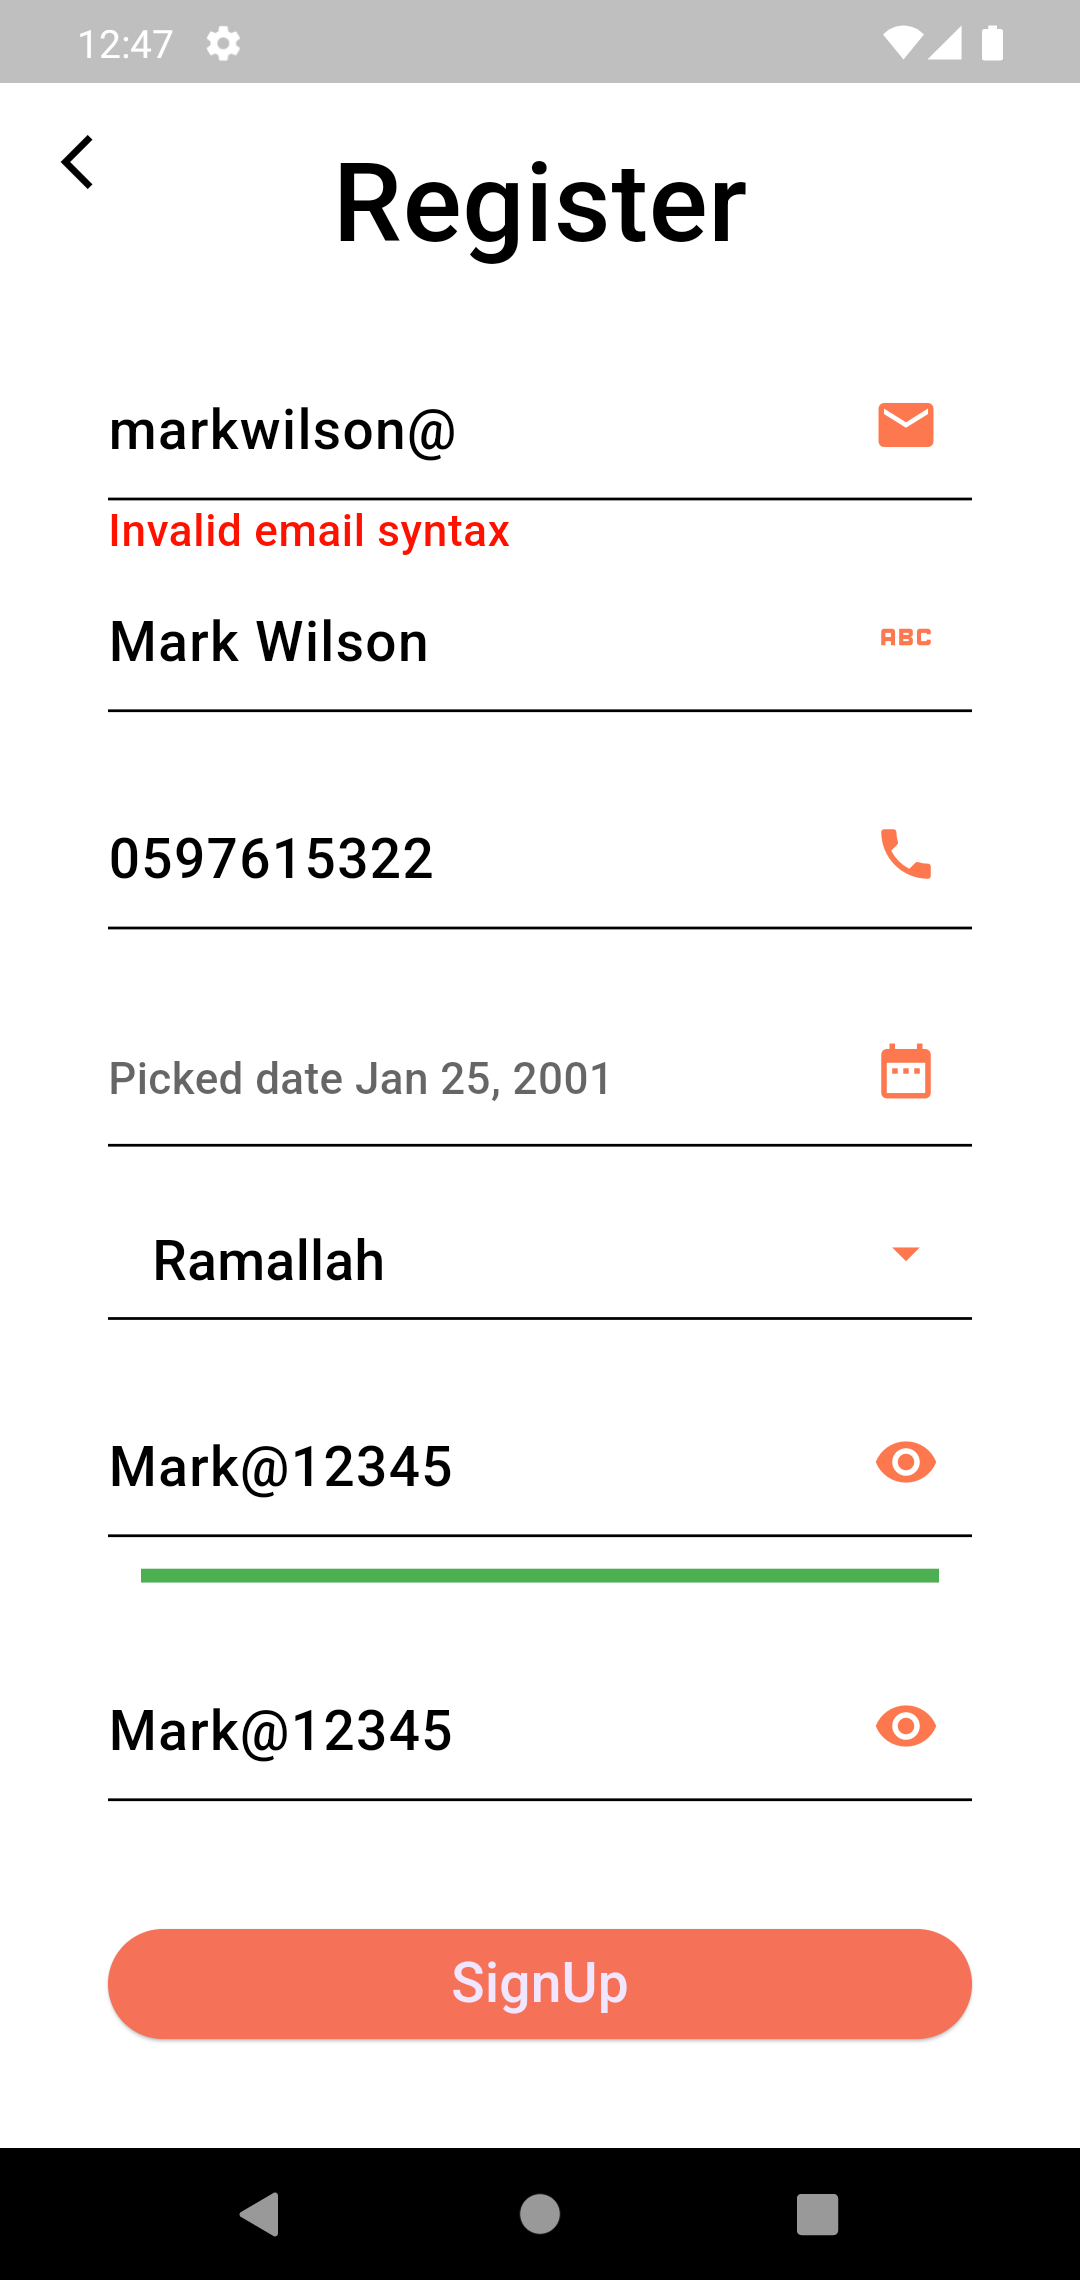 12:47
Register
markwilson@
Invalid email syntax
Mark Wilson
ABC
0597615322
Picked date Jan 25, 2001
Ramallah
Mark@12345
Mark@12345
SignUp